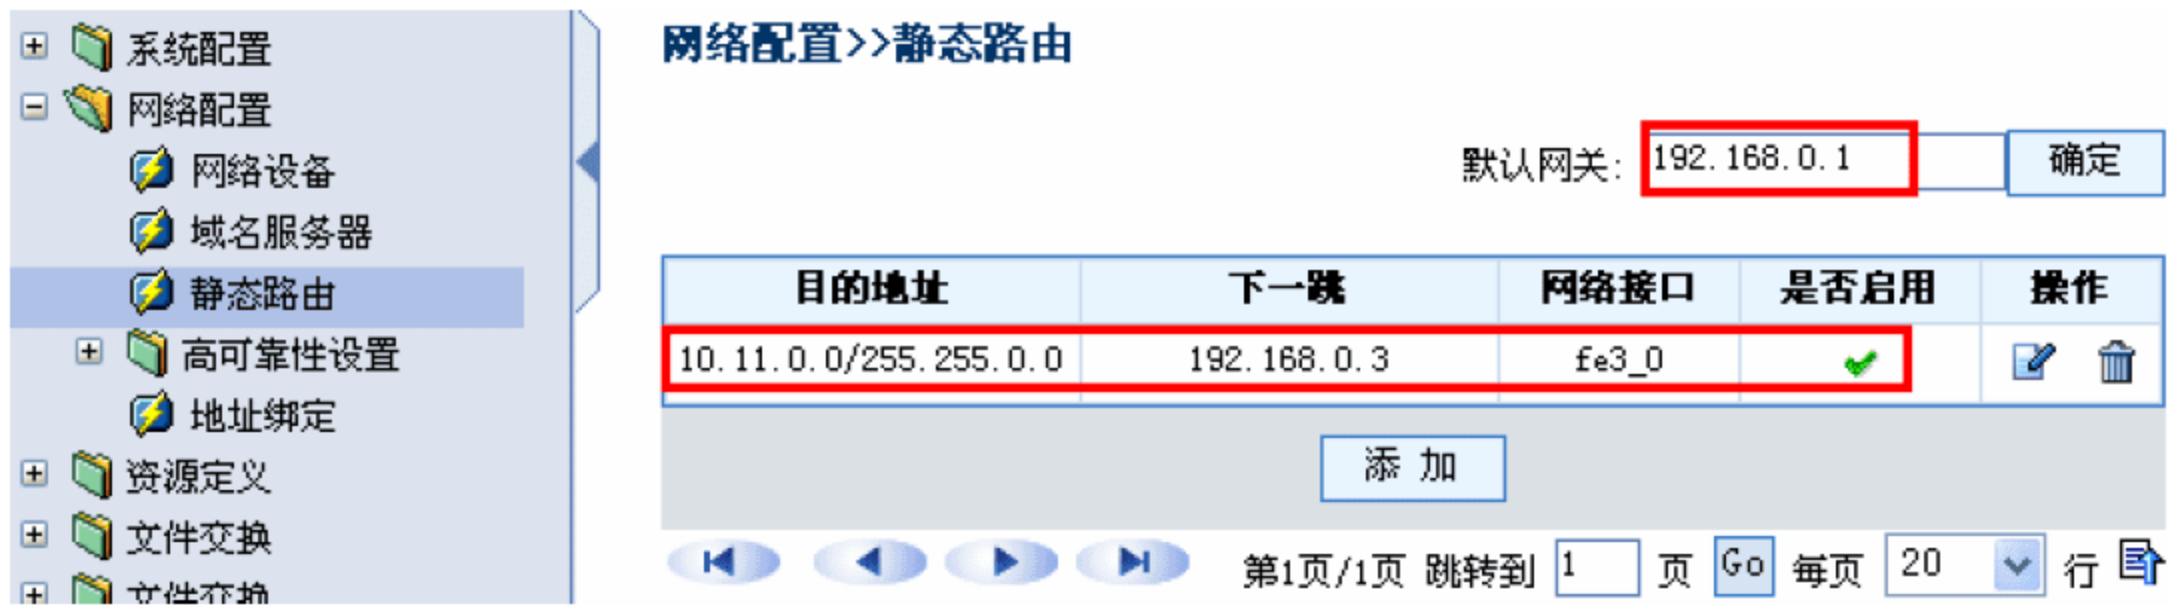 系统配置
网络配置
网络设备
域名服务器
静态路由
高可靠性设置
地址绑定
资源定义
文件交换
文件交换
网络配置>>静态路由
默认网关: 192.168.0.1 确定
目的地址 下一跳 网络接口 是否启用 操作
10.11.0.0/255.255.0.0 192.168.0.3 fe3_0
添 加
第1页/1页 跳转到 1 页 Go 每页 20 行